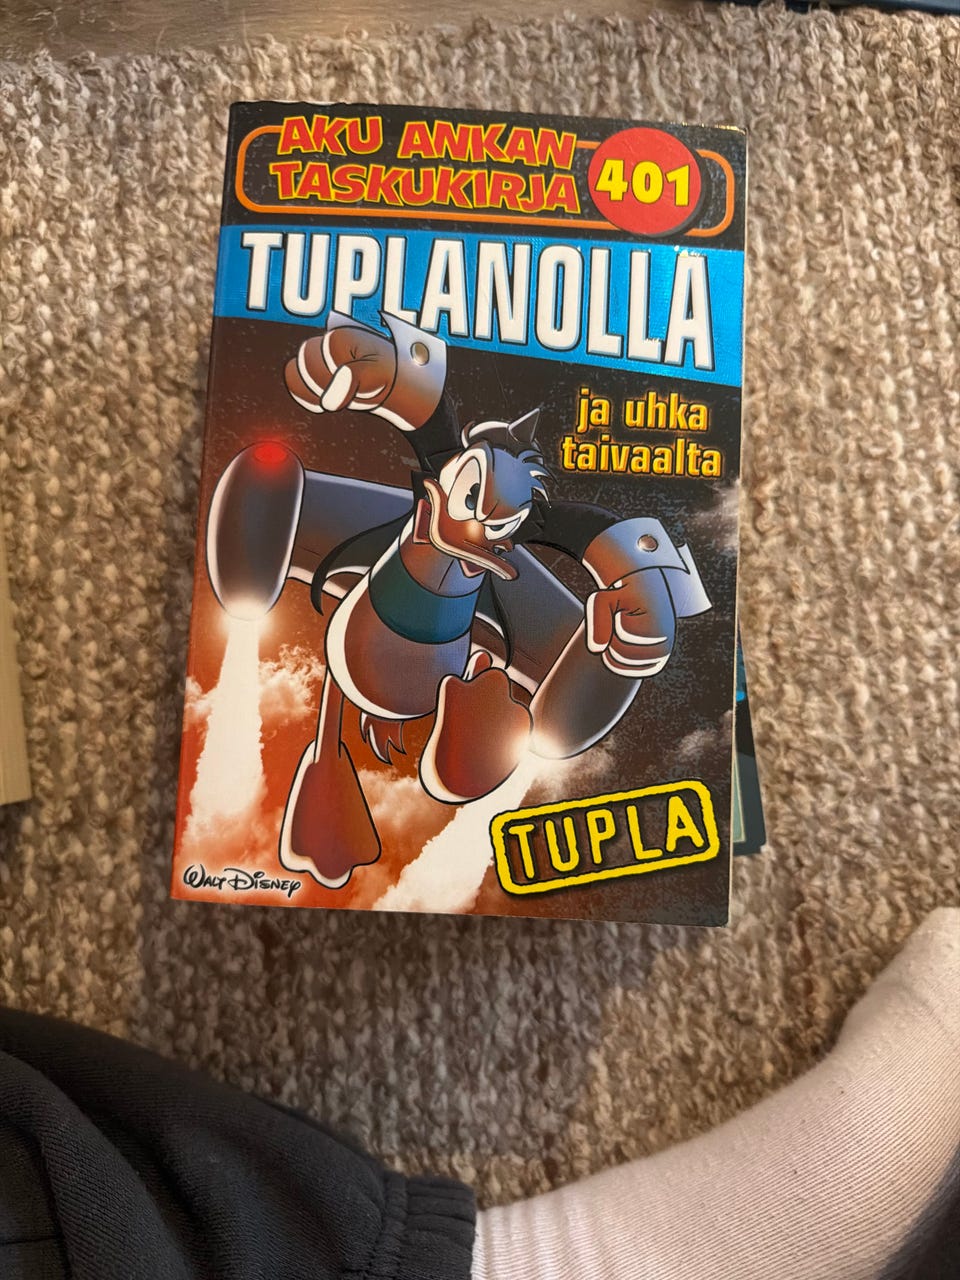 AKU ANKAN
TASKUKIRJA
401
TUPLANOLLA
ja uhka
taivaalta
TUPLA
WALT DISNEY